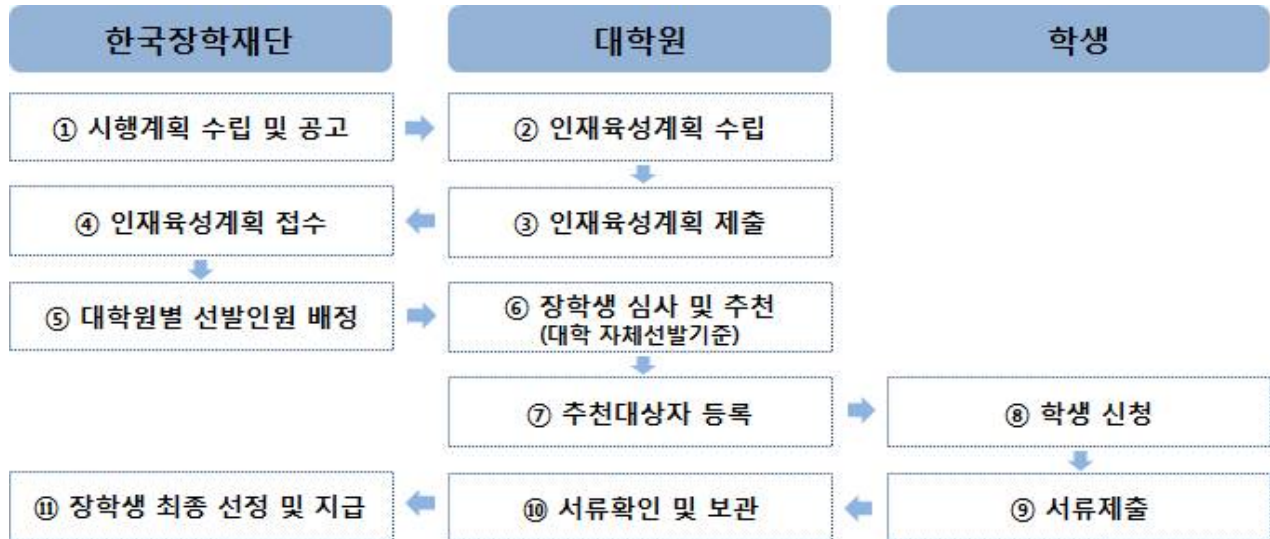 한국장학재단 대학원 학생
① 시행계획 수립 및 공고 ② 인재육성계획 수립
④ 인재육성계획 접수 ③ 인재육성계획 제출
⑤ 대학원별 선발인원 배정 ⑥ 장학생 심사 및 추천
(대학 자체선발기준)
⑦ 추천대상자 등록 ⑧ 학생 신청
⑪ 장학생 최종 선정 및 지급 ⑩ 서류확인 및 보관 ⑨ 서류제출